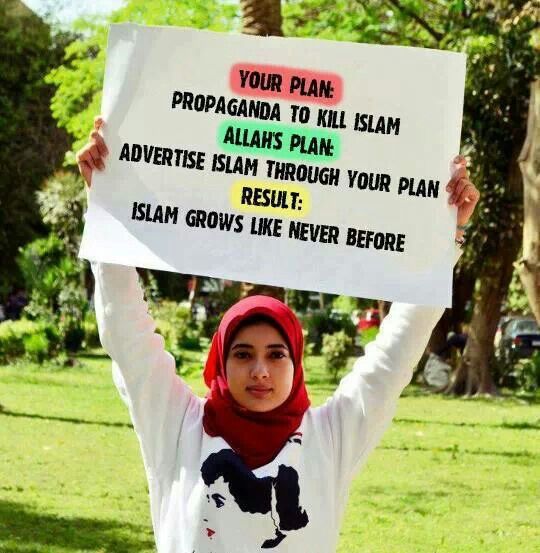 YOUR PLAN:
PROPAGANDA TO KILL ISLAM
ALLAH'S PLAN:
ADVERTISE ISLAM THROUGH YOUR PLAN
RESULT:
ISLAM GROWS LIKE NEVER BEFORE